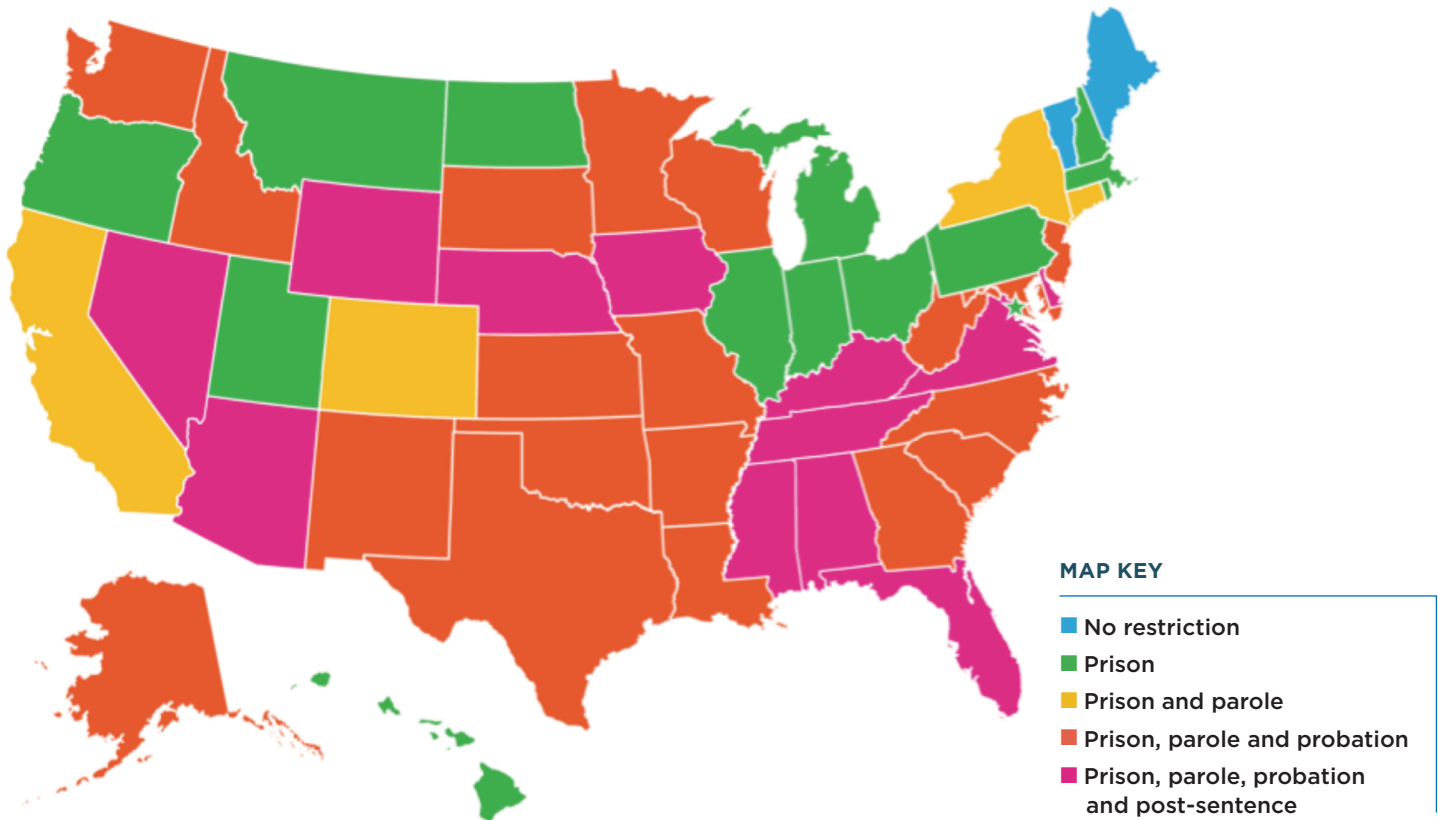 MAP KEY
No restriction
Prison
Prison and parole
Prison, parole and probation
Prison, parole, probation
and post-sentence